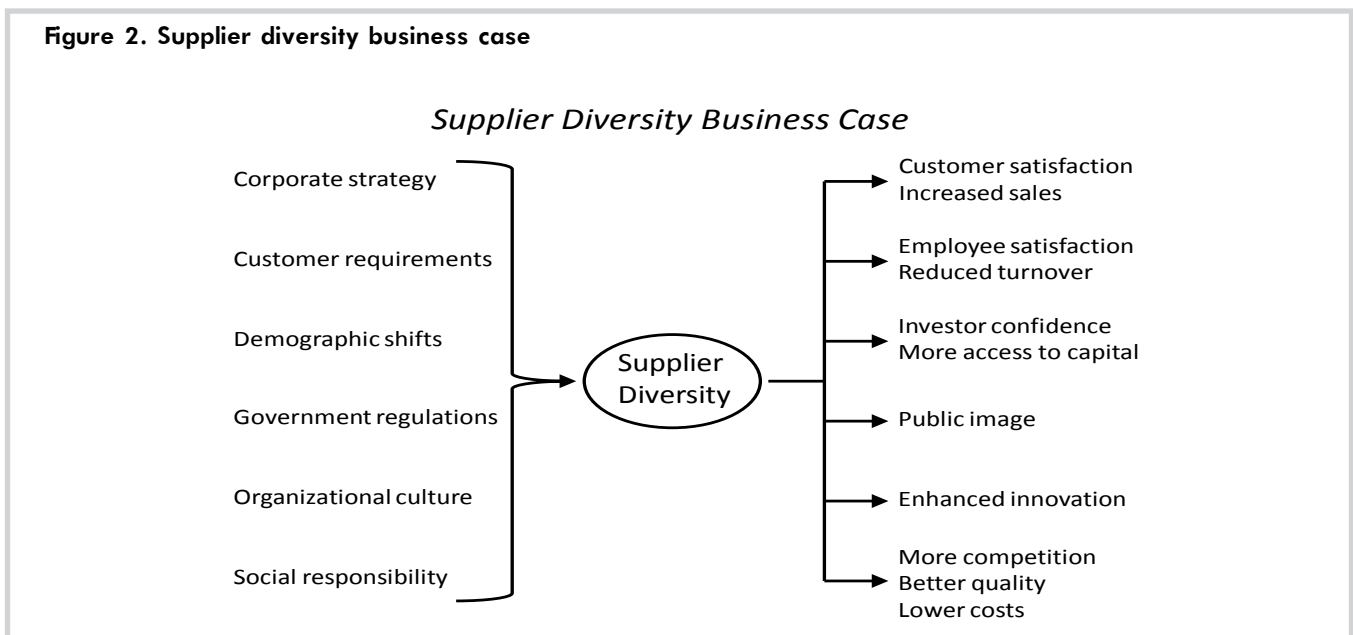 Figure 2. Supplier diversity business case
Supplier Diversity Business Case
Corporate strategy
Customer requirements
Demographic shifts
Government regulations
Organizational culture
Social responsibility
Supplier
Diversity
Customer satisfaction
Increased sales
Employee satisfaction
Reduced turnover
Investor confidence
More access to capital
Public image
Enhanced innovation
More competition
Better quality
Lower costs